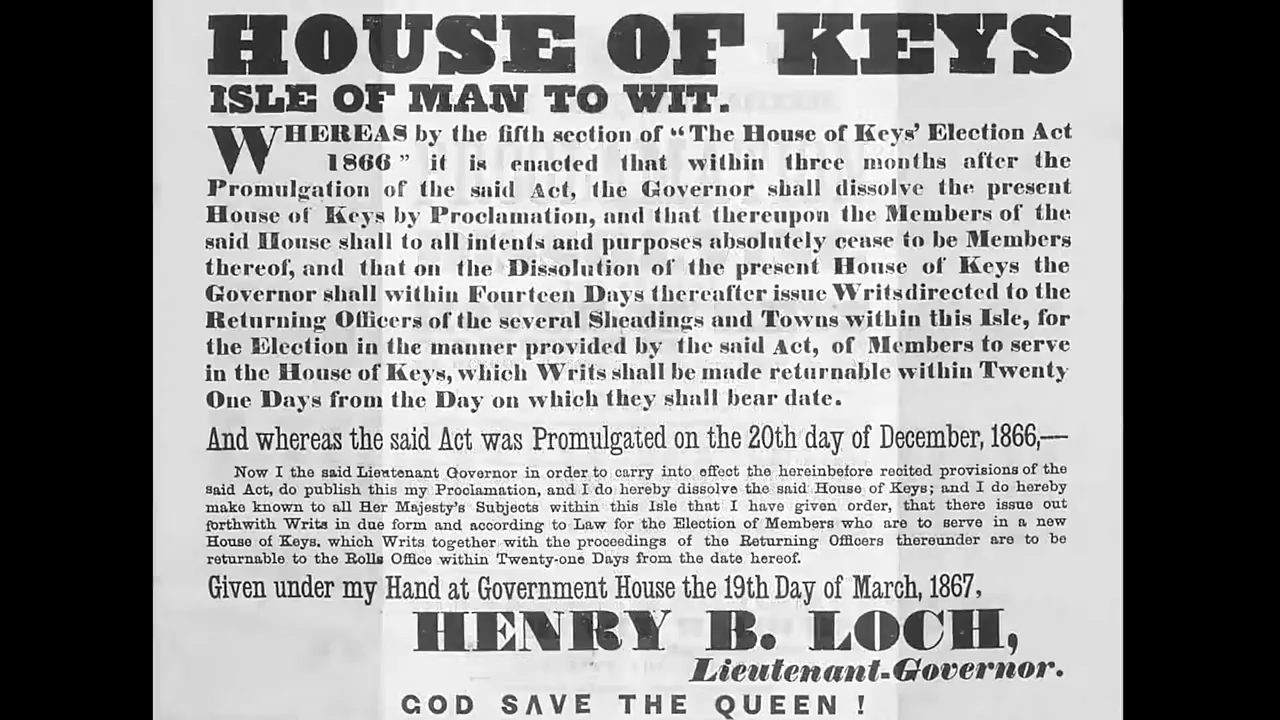 HOUSE OF KEYS
ISLE OF MAN TO WIT.
WHEREAS by the fifth section of “The House of Keys’ Election Act
1866” it is enacted that within three months after the
Promulgation of the said Act, the Governor shall dissolve the present
House of Keys by Proclamation, and that thereupon the Members of the
said House shall to all intents and purposes absolutely cease to be Members
thereof, and that on the Dissolution of the present House of Keys the
Governor shall within Fourteen Days thereafter issue Writsdirected to the
Returning Officers of the several Sheadings and Towns within this Isle, for
the Election in the manner provided by the said Act, of Members to serve
in the House of Keys, which Writs shall be made returnable within Twenty
One Days from the Day on which they shall bear date.
And whereas the said Act was Promulgated on the 20th day of December, 1866,—
Now I the said Lieutenant Governor in order to carry into effect the hereinbefore recited provisions of the
said Act, do publish this my Proclamation, and I do hereby dissolve the said House of Keys; and I do hereby
make known to all Her Majesty's Subjects within this Isle that I have given order, that there issue out
forthwith Writs in due form and according to Law for the Election of Members who are to serve in a new
House of Keys, which Writs together with the proceedings of the Returning Officers thereunder are to be
returnable to the Rolls Office within Twenty-one Days from the date hereof.
Given under my Hand at Government House the 19th Day of March, 1867,
HENRY B. LOCH,
Lieutenant-Governor.
GOD SAVE THE QUEEN !